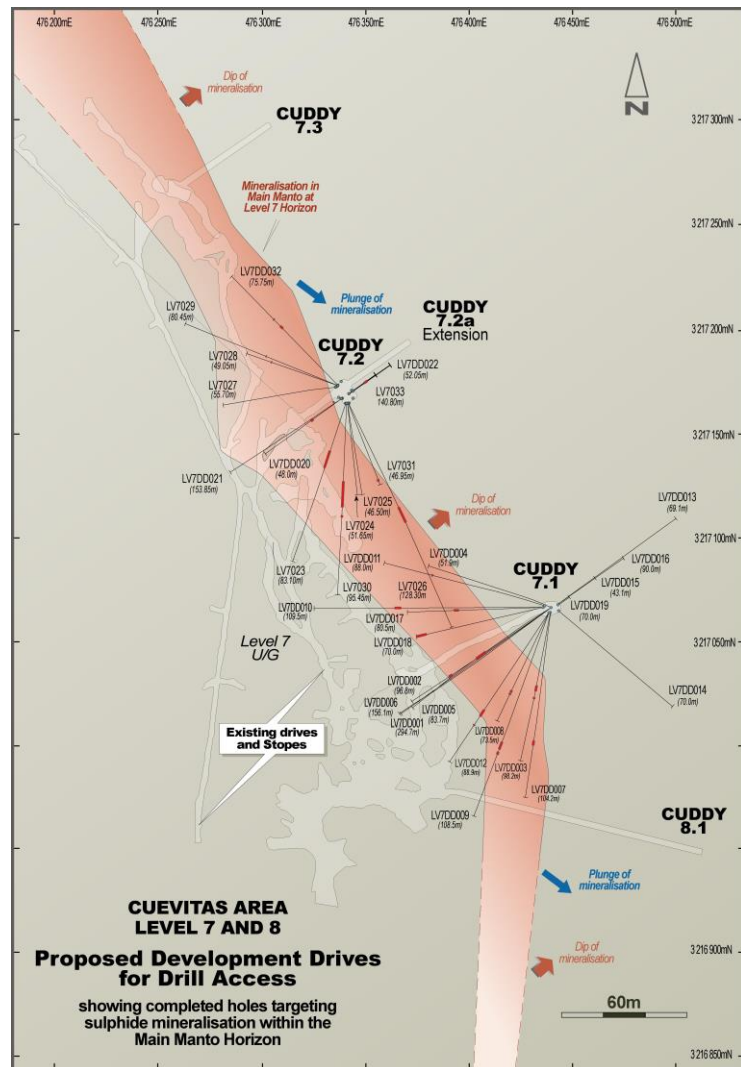 476 200mE
476 250mE
476 300mE
476 350mE
476 400mE
476 450mE
476 500mE
Dip of
mineralisation
N
CUDDY
7.3
3 217 300mN
Mineralisation in
Main Manto at
Level 7 Horizon
3 217 250mN
LV7DD032
(75.75m)
Plunge of
mineralisation
LV7029
(80.45m)
CUDDY
7.2a
Extension
3 217 200mN
CUDDY
7.2
LV7028
(49.05m)
LV7DD022
(52.05m)
LV7027
(55.70m)
LV7033
140.80m)
3 217 150mN
LV7DD020
(48.0m)
LV7031
(46.95m)
LV7DD021
(153.85m)
LV7025
(46.50m)
LV7DD013
(69.1m)
Dip of
mineralisation
LV7024
(51.65m)
3 217 100mN
LV7DD004
(51.9m)
LV7DD016
(90.0m)
LV7DD011
(88.0m)
CUDDY
7.1
LV7023
(83.10m)
LV7DD015
(43.1m)
LV7026
(128.30m
LV7030
(95.45m)
LV7DD019
(70.0m)
LV7DD010
(109.5m)
LV7DD017
(80.5m)
Level 7
U/G
LV7DD018
(70.0m)
3 217 050mN
LV7DD002
(96.8m)
LV7DD014
(70.0m)
LV7DD006
(156.1m)
LV7DD005
(83.7m)
LV7DD001
(294.7m)
Existing drives
and Stopes
LV7DD008
(73.5m)
LV7DD012
(88.9m)
LV7DD003
(98.2m)
LV7DD007
(104.2m)
LV7DD009
(108.5m)
CUDDY
8.1
Plunge of
mineralisation
CUEVITAS AREA
LEVEL 7 AND 8
3 216 900mN
Proposed Development Drives
for Drill Access
Dip of
mineralisation
showing completed holes targeting
sulphide mineralisation within the
Main Manto Horizon
60m
3 216 850mN